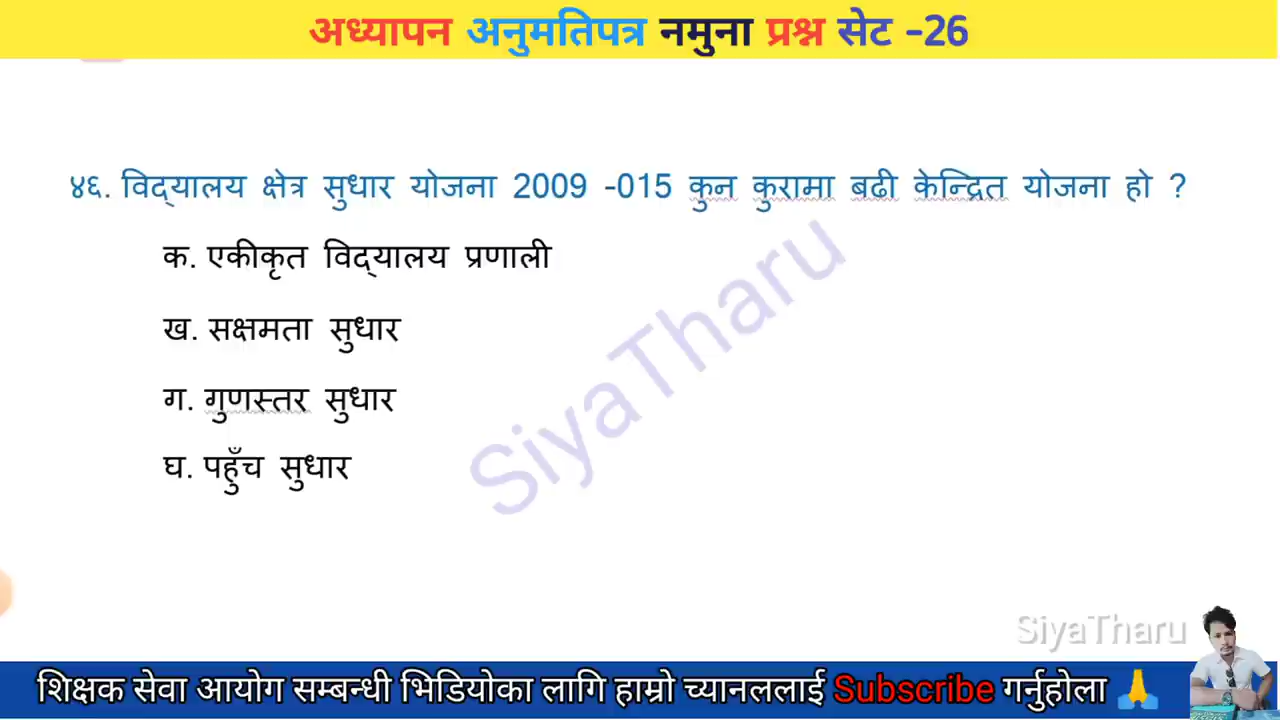 अध्यापन अनुमतिपत्र नमुना प्रश्न सेट -26
४६. विद्यालय क्षेत्र सुधार योजना 2009 -015 कुन कुरामा बढी केन्द्रित योजना हो ?
क. एकीकृत विद्यालय प्रणाली
ख. सक्षमता सुधार
ग. गुणस्तर सुधार
घ. पहुँच सुधार
SiyaTharu
SiyaTharu
शिक्षक सेवा आयोग सम्बन्धी भिडियोका लागि हाम्रो च्यानललाई Subscribe गर्नुहोला 🙏